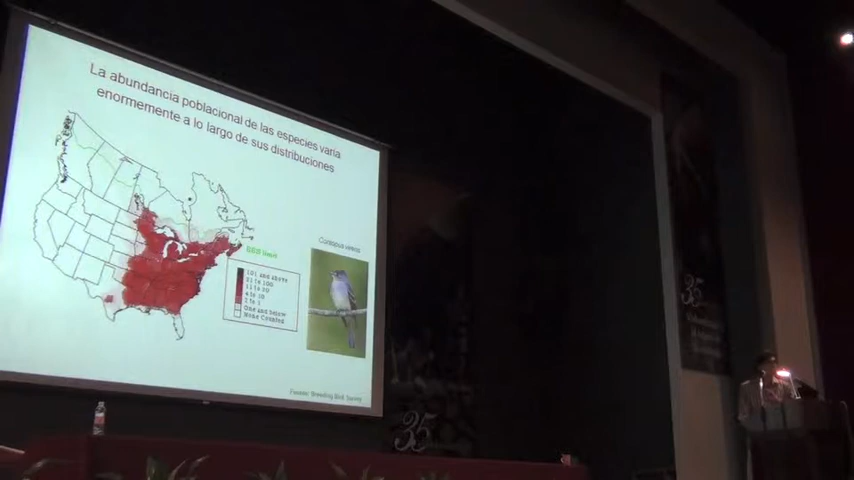 La abundancia poblacional de las especies varía
enormemente a lo largo de sus distribuciones
Contopus virens
101 and above
31 to 100
11 to 30
4 to 10
2 to 3
One and below
None Counted
Fuente: Breeding Bird Survey
35
35